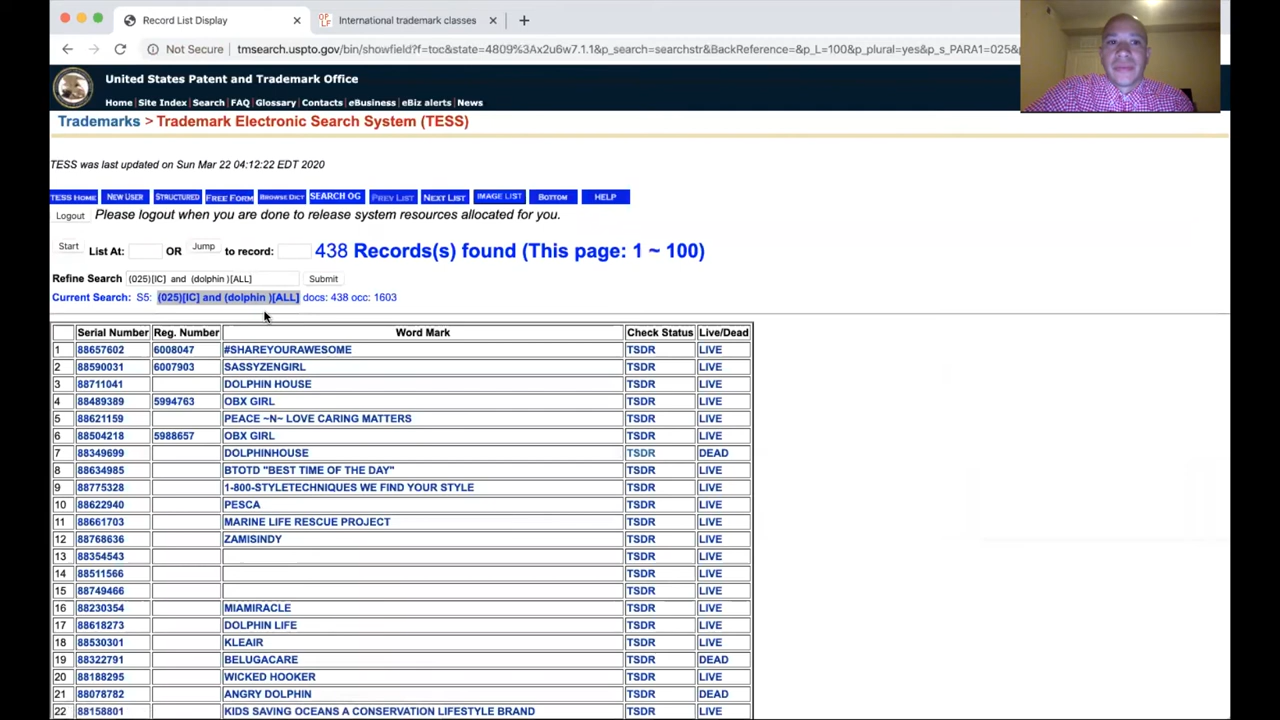 Record List Display
International trademark classes
Not Secure tmsearch.uspto.gov/bin/showfield?f=toc&state=4809%3Ax2u6w7.1.1&p_search=searchstr&BackReference=&p_L=100&p_plural=yes&p_s_PARA1=025&
United States Patent and Trademark Office
Home | Site Index | Search | FAQ | Glossary | Contacts | eBusiness | eBiz alerts | News
Trademarks > Trademark Electronic Search System (TESS)
TESS was last updated on Sun Mar 22 04:12:22 EDT 2020
TESS HOME NEW USER STRUCTURED FREE FORM BROWSE DICT SEARCH OG PREV LIST NEXT LIST IMAGE LIST BOTTOM HELP
Logout Please logout when you are done to release system resources allocated for you.
Start List At: OR Jump to record: 438 Records(s) found (This page: 1 ~ 100)
Refine Search (025)[IC] and (dolphin )[ALL] Submit
Current Search: S5: (025)[IC] and (dolphin )[ALL] docs: 438 occ: 1603
Serial Number Reg. Number Word Mark Check Status Live/Dead
1 88657602 6008047 #SHAREYOURAWESOME TSDR LIVE
2 88590031 6007903 SASSYZENGIRL TSDR LIVE
3 88711041 DOLPHIN HOUSE TSDR LIVE
4 88489389 5994763 OBX GIRL TSDR LIVE
5 88621159 PEACE ~N~ LOVE CARING MATTERS TSDR LIVE
6 88504218 5988657 OBX GIRL TSDR LIVE
7 88349699 DOLPHINHOUSE TSDR DEAD
8 88634985 BTOTD "BEST TIME OF THE DAY" TSDR LIVE
9 88775328 1-800-STYLETECHNIQUES WE FIND YOUR STYLE TSDR LIVE
10 88622940 PESCA TSDR LIVE
11 88661703 MARINE LIFE RESCUE PROJECT TSDR LIVE
12 88768636 ZAMISINDY TSDR LIVE
13 88354543 TSDR LIVE
14 88511566 TSDR LIVE
15 88749466 TSDR LIVE
16 88230354 MIAMIRACLE TSDR LIVE
17 88618273 DOLPHIN LIFE TSDR LIVE
18 88530301 KLEAIR TSDR LIVE
19 88322791 BELUGACARE TSDR DEAD
20 88188295 WICKED HOOKER TSDR LIVE
21 88078782 ANGRY DOLPHIN TSDR DEAD
22 88158801 KIDS SAVING OCEANS A CONSERVATION LIFESTYLE BRAND TSDR LIVE